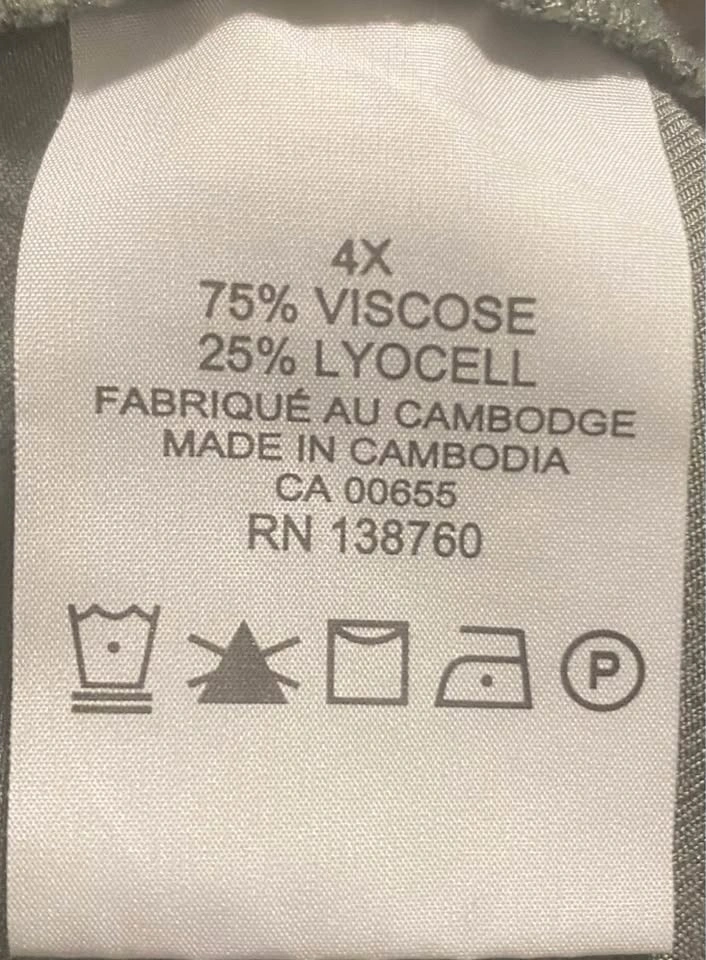 4X
75% VISCOSE
25% LYOCELL
FABRIQUÉ AU CAMBODGE
MADE IN CAMBODIA
CA 00655
RN 138760
P